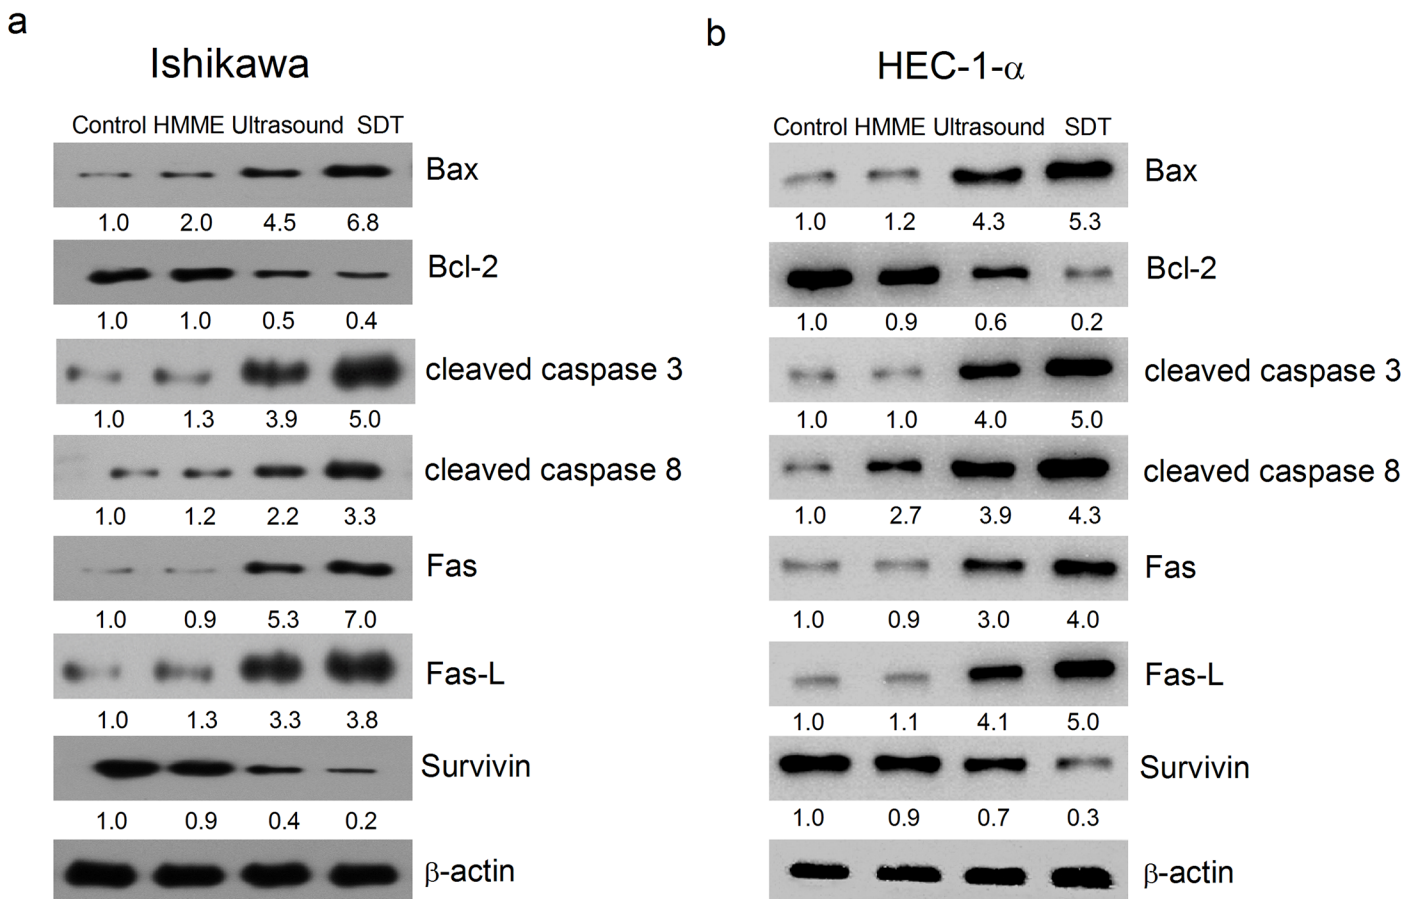 a
Ishikawa
Control HMME Ultrasound SDT
Bax
1.0 2.0 4.5 6.8
Bcl-2
1.0 1.0 0.5 0.4
cleaved caspase 3
1.0 1.3 3.9 5.0
cleaved caspase 8
1.0 1.2 2.2 3.3
Fas
1.0 0.9 5.3 7.0
Fas-L
1.0 1.3 3.3 3.8
Survivin
1.0 0.9 0.4 0.2
β-actin
b
HEC-1-α
Control HMME Ultrasound SDT
Bax
1.0 1.2 4.3 5.3
Bcl-2
1.0 0.9 0.6 0.2
cleaved caspase 3
1.0 1.0 4.0 5.0
cleaved caspase 8
1.0 2.7 3.9 4.3
Fas
1.0 0.9 3.0 4.0
Fas-L
1.0 1.1 4.1 5.0
Survivin
1.0 0.9 0.7 0.3
β-actin